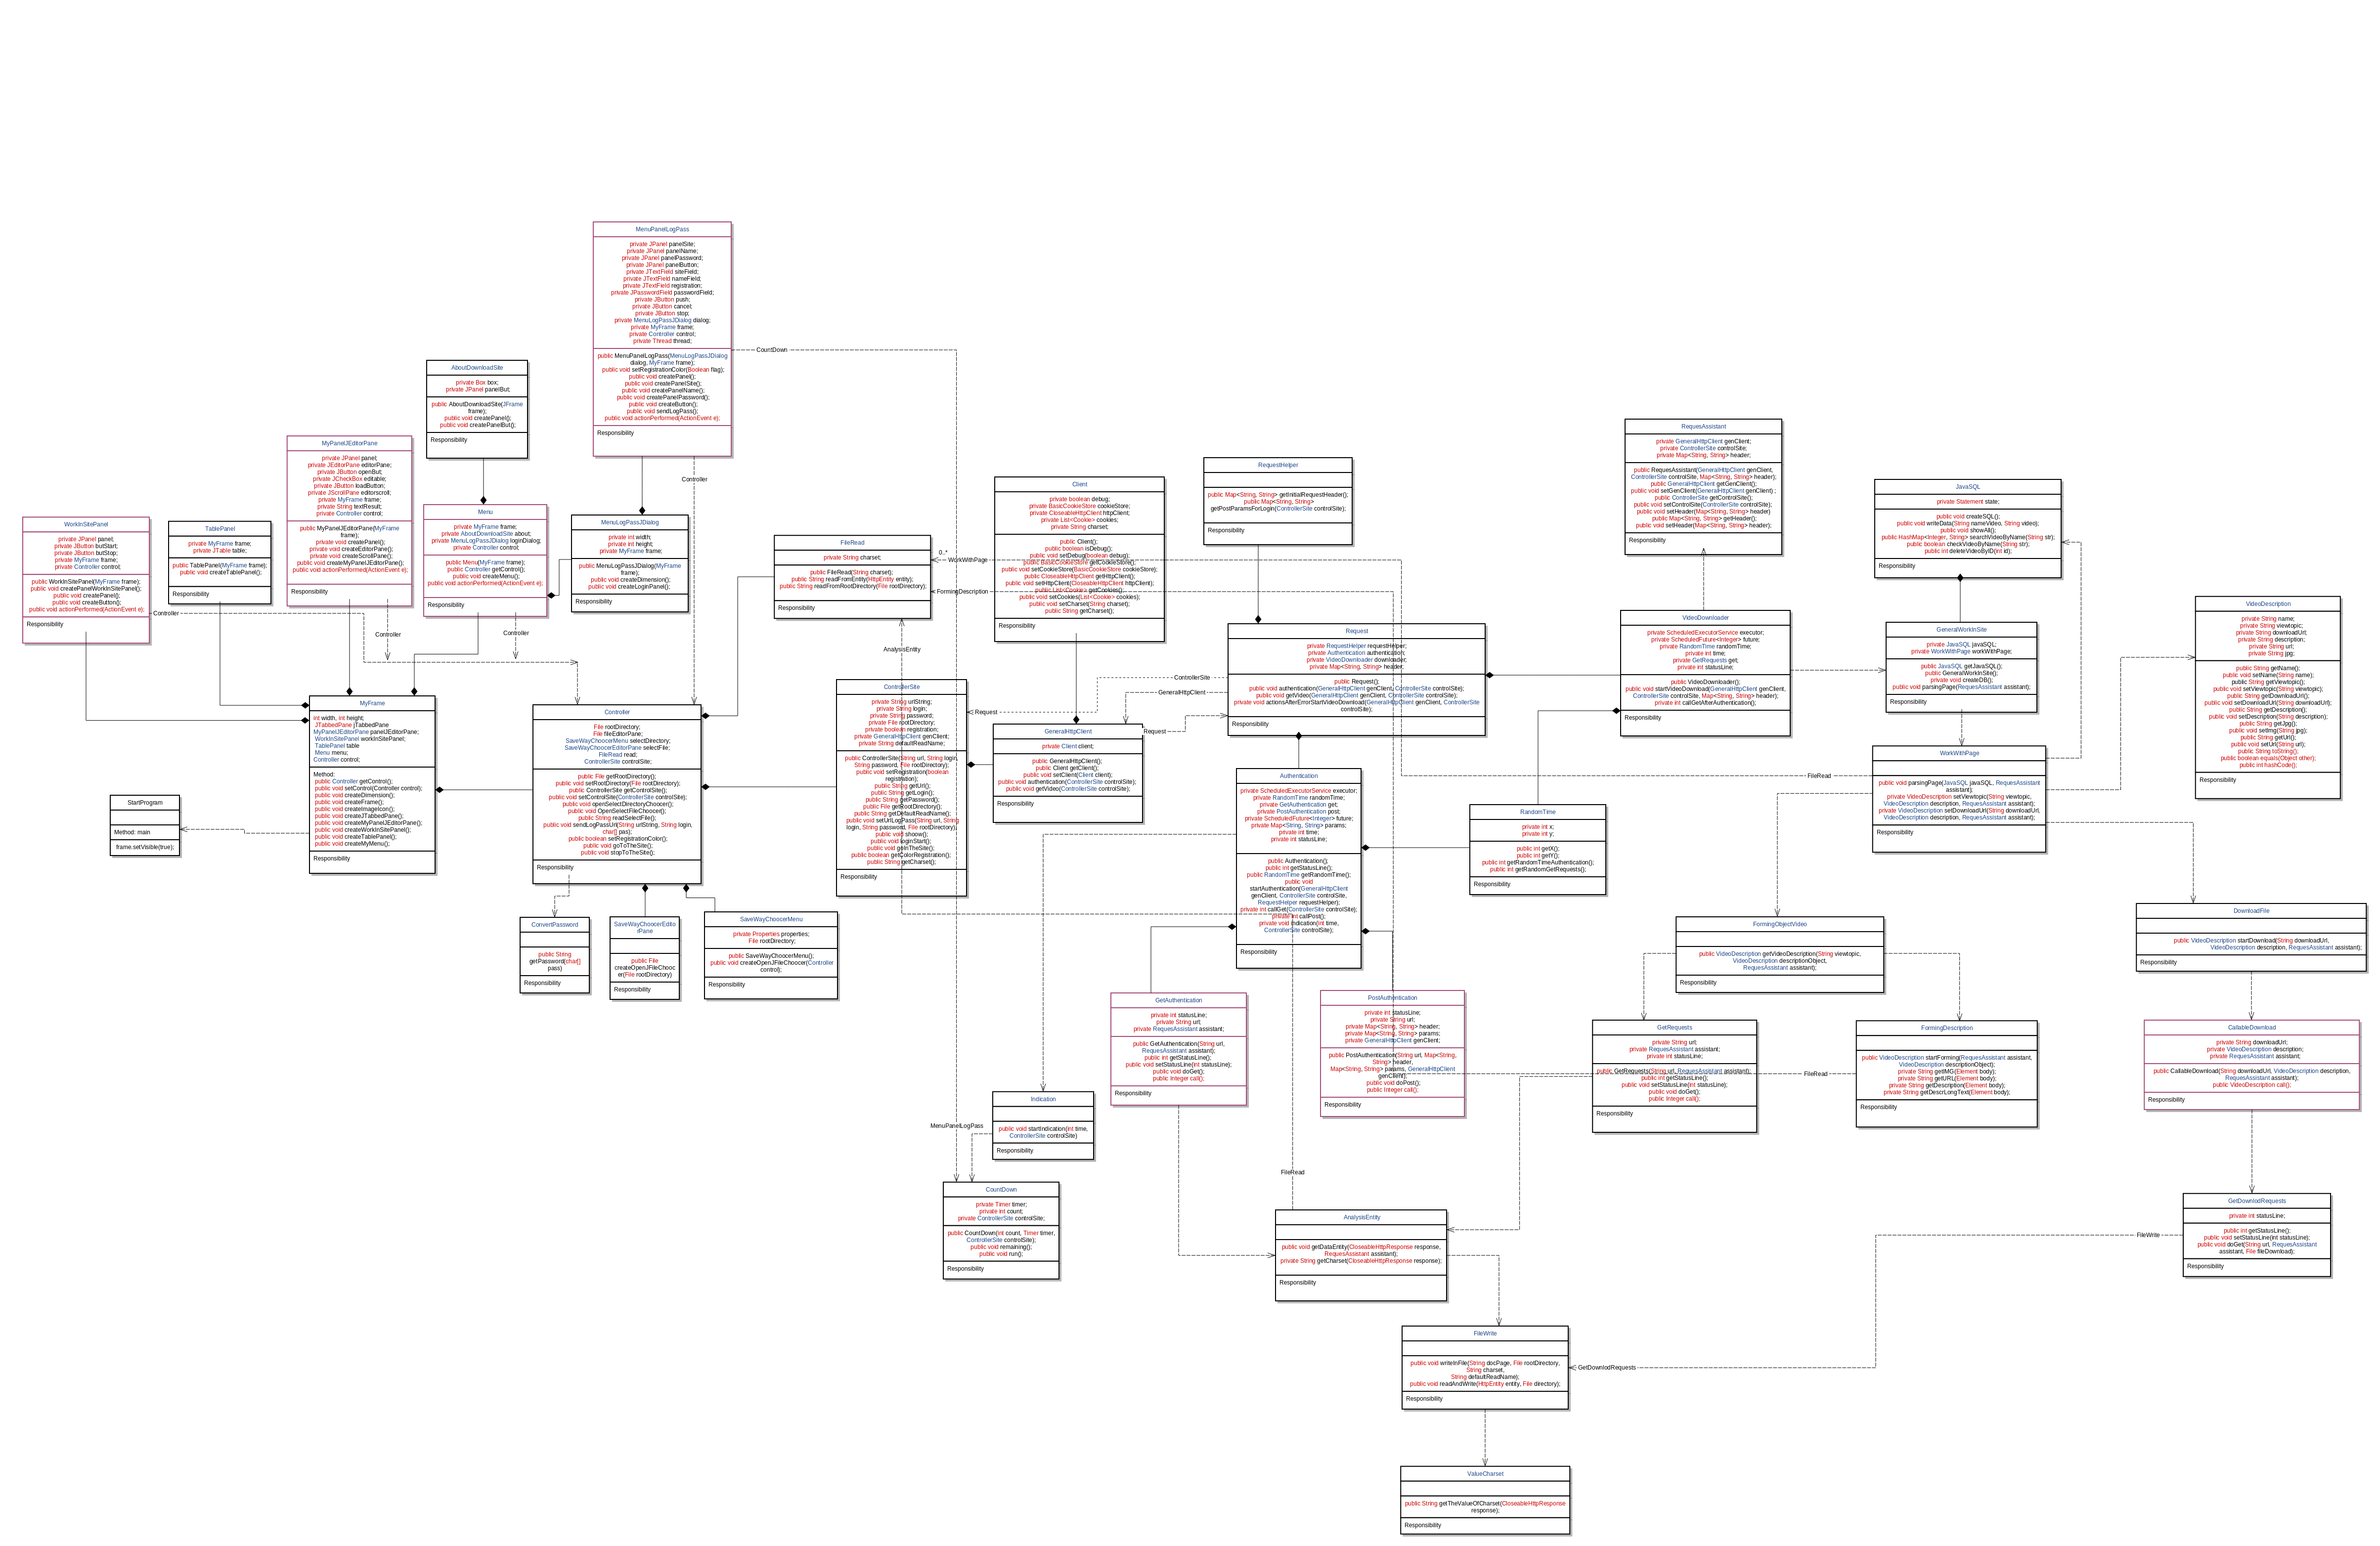 MenuPanelLogPass
private JPanel panelSite;
private JPanel panelName;
private JPanel panelPassword;
private JPanel panelButton;
private JTextField siteField;
private JTextField nameField;
private JTextField registration;
private JPasswordField passwordField;
private JButton push;
private JButton cancel;
private JButton stop;
private MenuLogPassJDialog dialog;
private MyFrame frame;
private Controller control;
private Thread thread;
public MenuPanelLogPass(MenuLogPassJDialog
dialog, MyFrame frame);
public void setRegistrationColor(Boolean flag);
public void createPanel();
public void createPanelSite();
public void createPanelName();
public void createPanelPassword();
public void createButton();
public void sendLogPass();
public void actionPerformed(ActionEvent e);
Responsibility
CountDown
Controller
AboutDownloadSite
private Box box;
private JPanel panelBut;
public AboutDownloadSite(JFrame
frame);
public void createPanel();
public void createPanelBut();
Responsibility
MyPanelJEditorPane
private JPanel panel;
private JEditorPane editorPane;
private JButton openBut;
private JCheckBox editable;
private JButton loadButton;
private JScrollPane editorscroll;
private MyFrame frame;
private String textResult;
private Controller control;
public MyPanelJEditorPane(MyFrame
frame);
private void createPanel();
private void createEditorPane();
private void createScrollPane();
public void createMyPanelJEditorPane();
public void actionPerformed(ActionEvent e);
Responsibility
Controller
Menu
private MyFrame frame;
private AboutDownloadSite about;
private MenuLogPassJDialog loginDialog;
private Controller control;
public Menu(MyFrame frame);
public Controller getControl();
public void createMenu();
public void actionPerformed(ActionEvent e);
Responsibility
Controller
MenuLogPassJDialog
private int width;
private int height;
private MyFrame frame;
public MenuLogPassJDialog(MyFrame
frame);
public void createDimension();
public void createLoginPanel();
Responsibility
WorkInSitePanel
private JPanel panel;
private JButton butStart;
private JButton butStop;
private MyFrame frame;
private Controller control;
public WorkInSitePanel(MyFrame frame);
public void createPanelWorkInSitePanel();
public void createPanel();
public void createButton();
public void actionPerformed(ActionEvent e);
Responsibility
Controller
TablePanel
private MyFrame frame;
private JTable table;
public TablePanel(MyFrame frame);
public void createTablePanel();
Responsibility
FileRead
private String charset;
public FileRead(String charset);
public String readFromEntity(HttpEntity entity);
public String readFromRootDirectory(File rootDirectory);
Responsibility
0..*
WorkWithPage
FormingDescription
AnalysisEntity
Client
private boolean debug;
private BasicCookieStore cookieStore;
private CloseableHttpClient httpClient;
private List<Cookie> cookies;
private String charset;
public Client();
public boolean isDebug();
public void setDebug(boolean debug);
public BasicCookieStore getCookieStore();
public void setCookieStore(BasicCookieStore cookieStore);
public CloseableHttpClient getHttpClient();
public void setHttpClient(CloseableHttpClient httpClient);
public List<Cookie> getCookies();
public void setCookies(List<Cookie> cookies);
public void setCharset(String charset);
public String getCharset();
Responsibility
RequestHelper
public Map<String, String> getInitialRequestHeader();
public Map<String, String>
getPostParamsForLogin(ControllerSite controlSite);
Responsibility
RequesAssistant
private GeneralHttpClient genClient;
private ControllerSite controlSite;
private Map<String, String> header;
public RequesAssistant(GeneralHttpClient genClient,
ControllerSite controlSite, Map<String, String> header);
public GeneralHttpClient getGenClient();
public void setGenClient(GeneralHttpClient genClient) ;
public ControllerSite getControlSite();
public void setControlSite(ControllerSite controlSite);
public void setHeader(Map<String, String> header)
public Map<String, String> getHeader();
public void setHeader(Map<String, String> header);
Responsibility
JavaSQL
private Statement state;
public void createSQL();
public void writeData(String nameVideo, String video);
public void showAll();
public HashMap<Integer, String> searchVideoByName(String str);
public boolean checkVideoByName(String str);
public int deleteVideoByID(int id);
Responsibility
VideoDescription
private String name;
private String viewtopic;
private String downloadUrl;
private String description;
private String url;
private String jpg;
public String getName();
public void setName(String name);
public String getViewtopic();
public void setViewtopic(String viewtopic);
public String getDownloadUrl();
public void setDownloadUrl(String downloadUrl);
public String getDescription();
public void setDescription(String description);
public String getJpg();
public void setImg(String jpg);
public String getUrl();
public void setUrl(String url);
public String toString();
public boolean equals(Object other);
public int hashCode();
Responsibility
VideoDownloader
private ScheduledExecutorService executor;
private ScheduledFuture<Integer> future;
private RandomTime randomTime;
private int time;
private GetRequests get;
private int statusLine;
public VideoDownloader();
public void startVideoDownload(GeneralHttpClient genClient,
ControllerSite controlSite, Map<String, String> header);
private int callGetAfterAuthentication();
Responsibility
GeneralWorkInSite
private JavaSQL javaSQL;
private WorkWithPage workWithPage;
public JavaSQL getJavaSQL();
public GeneralWorkInSite();
private void createDB();
public void parsingPage(RequesAssistant assistant);
Responsibility
Request
private RequestHelper requestHelper;
private Authentication authentication;
private VideoDownloader downloader;
private Map<String, String> header;
public Request();
public void authentication(GeneralHttpClient genClient, ControllerSite controlSite);
public void getVideo(GeneralHttpClient genClient, ControllerSite controlSite);
private void actionsAfterErrorStartVideoDownload(GeneralHttpClient genClient, ControllerSite
controlSite);
Responsibility
ControllerSite
GeneralHttpClient
Request
Request
ControllerSite
private String urlString;
private String login;
private String password;
private File rootDirectory;
private boolean registration;
private GeneralHttpClient genClient;
private String defaultReadName;
public ControllerSite(String url, String login,
String password, File rootDirectory);
public void setRegistration(boolean
registration);
public String getUrl();
public String getLogin();
public String getPassword();
public File getRootDirectory();
public String getDefaultReadName();
public void setUrlLogPass(String url, String
login, String password, File rootDirectory);
public void shoow();
public void loginStart();
public void getInTheSite();
public boolean getColorRegistration();
public String getCharset();
Responsibility
GeneralHttpClient
private Client client,
public GeneralHttpClient();
public Client getClient();
public void setClient(Client client);
public void authentication(ControllerSite controlSite);
public void getVideo(ControllerSite controlSite);
Responsibility
MyFrame
int width, int height;
JTabbedPane jTabbedPane
MyPanelJEditorPane panelJEditorPane;
WorkInSitePanel workInSitePanel;
TablePanel table
Menu menu;
Controller control;
Method:
public Controller getControl();
public void setControl(Controller control);
public void createDimension();
public void createFrame();
public void createImageIcon();
public void createJTabbedPane();
public void createMyPanelJEditorPane();
public void createWorkInSitePanel();
public void createTablePanel();
public void createMyMenu();
Responsibility
Controller
File rootDirectory;
File fileEditorPane;
SaveWayChoocerMenu selectDirectory;
SaveWayChoocerEditorPane selectFile;
FileRead read;
ControllerSite controlSite;
public File getRootDirectory();
public void setRootDirectory(File rootDirectory);
public ControllerSite getControlSite();
public void setControlSite(ControllerSite controlSite);
public void openSelectDirectoryChoocer();
public void OpenSelectFileChoocer();
public String readSelectFile();
public void sendLogPassUrl(String urlString, String login,
char[] pas);
public boolean setRegistrationColor();
public void goToTheSite();
public void stopToTheSite();
Responsibility
StartProgram
Method: main
frame.setVisible(true);
WorkWithPage
public void parsingPage(JavaSQL javaSQL, RequesAssistant
assistant);
private VideoDescription setViewtopic(String viewtopic,
VideoDescription description, RequesAssistant assistant);
private VideoDescription setDownloadUrl(String downloadUrl,
VideoDescription description, RequesAssistant assistant);
Responsibility
FileRead
Authentication
private ScheduledExecutorService executor;
private RandomTime randomTime;
private GetAuthentication get;
private PostAuthentication post;
private ScheduledFuture<Integer> future;
private Map<String, String> params;
private int time;
private int statusLine;
public Authentication();
public int getStatusLine();
public RandomTime getRandomTime();
public void
startAuthentication(GeneralHttpClient
genClient, ControllerSite controlSite,
RequestHelper requestHelper);
private int callGet(ControllerSite controlSite);
private int callPost();
private void indication(int time,
ControllerSite controlSite);
Responsibility
RandomTime
private int x;
private int y;
public int getX();
public int getY();
public int getRandomTimeAuthentication();
public int getRandomGetRequests();
Responsibility
ConvertPassword
public String
getPassword(char[]
pass)
Responsibility
SaveWayChoocerEdito
rPane
public File
createOpenJFileChooc
er(File rootDirectory)
Responsibility
SaveWayChoocerMenu
private Properties properties;
File rootDirectory;
public SaveWayChoocerMenu();
public void createOpenJFileChoocer(Controller
control);
Responsibility
FormingObjectVideo
public VideoDescription getVideoDescription(String viewtopic,
VideoDescription descriptionObject,
RequesAssistant assistant);
Responsibility
DownloadFile
public VideoDescription startDownload(String downloadUrl,
VideoDescription description, RequesAssistant assistant);
Responsibility
GetAuthentication
private int statusLine;
private String url;
private RequesAssistant assistant;
public GetAuthentication(String url,
RequesAssistant assistant);
public int getStatusLine();
public void setStatusLine(int statusLine);
public void doGet();
public Integer call();
Responsibility
PostAuthentication
private int statusLine;
private String url;
private Map<String, String> header;
private Map<String, String> params;
private GeneralHttpClient genClient;
public PostAuthentication(String url, Map<String,
String> header,
Map<String, String> params, GeneralHttpClient
genClient);
public void doPost();
public Integer call();
Responsibility
GetRequests
private String url;
private RequesAssistant assistant;
private int statusLine;
public GetRequests(String url, RequesAssistant assistant);
public int getStatusLine();
public void setStatusLine(int statusLine);
public void doGet();
public Integer call();
Responsibility
FileRead
FormingDescription
public VideoDescription startForming(RequesAssistant assistant,
VideoDescription descriptionObject);
private String getIMG(Element body);
private String getURL(Element body);
private String getDescription(Element body);
private String getDescrLongText(Element body);
Responsibility
CallableDownload
private String downloadUrl;
private VideoDescription description;
private RequesAssistant assistant;
public CallableDownload(String downloadUrl, VideoDescription description,
RequesAssistant assistant);
public VideoDescription call();
Responsibility
Indication
public void startIndication(int time,
ControllerSite controlSite)
Responsibility
MenuPanelLogPass
CountDown
private Timer timer;
private int count;
private ControllerSite controlSite;
public CountDown(int count, Timer timer,
ControllerSite controlSite);
public void remaining();
public void run();
Responsibility
FileRead
AnalysisEntity
public void getDataEntity(CloseableHttpResponse response,
RequesAssistant assistant);
private String getCharset(CloseableHttpResponse response);
Responsibility
GetDownlodRequests
private int statusLine;
public int getStatusLine();
public void setStatusLine(int statusLine);
public void doGet(String url, RequesAssistant
assistant, File fileDownload);
Responsibility
FileWrite
FileWrite
public void writeInFile(String docPage, File rootDirectory,
String charset,
String defaultReadName);
public void readAndWrite(HttpEntity entity, File directory);
Responsibility
GetDownlodRequests
ValueCharset
public String getTheValueOfCharset(CloseableHttpResponse
response);
Responsibility